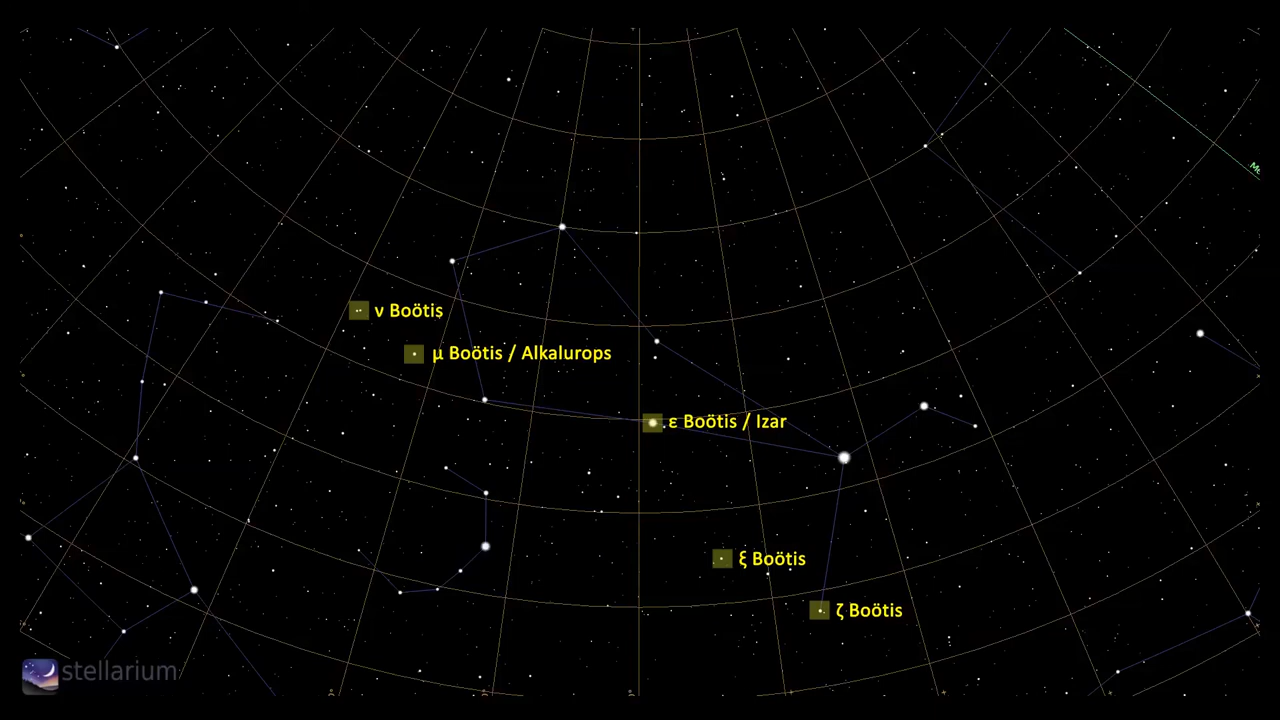 ν Boötis
μ Boötis / Alkalurops
ε Boötis / Izar
ξ Boötis
ζ Boötis
stellarium